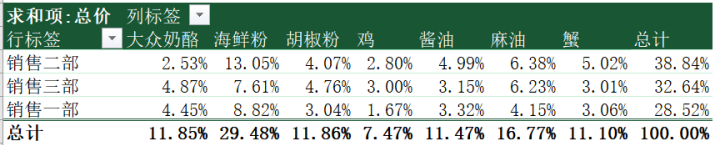 求和项:总价 列标签
行标签 大众奶酪 海鲜粉 胡椒粉 鸡 酱油 麻油 蟹 总计
销售二部 2.53% 13.05% 4.07% 2.80% 4.99% 6.38% 5.02% 38.84%
销售三部 4.87% 7.61% 4.76% 3.00% 3.15% 6.23% 3.01% 32.64%
销售一部 4.45% 8.82% 3.04% 1.67% 3.32% 4.15% 3.06% 28.52%
总计 11.85% 29.48% 11.86% 7.47% 11.47% 16.77% 11.10% 100.00%